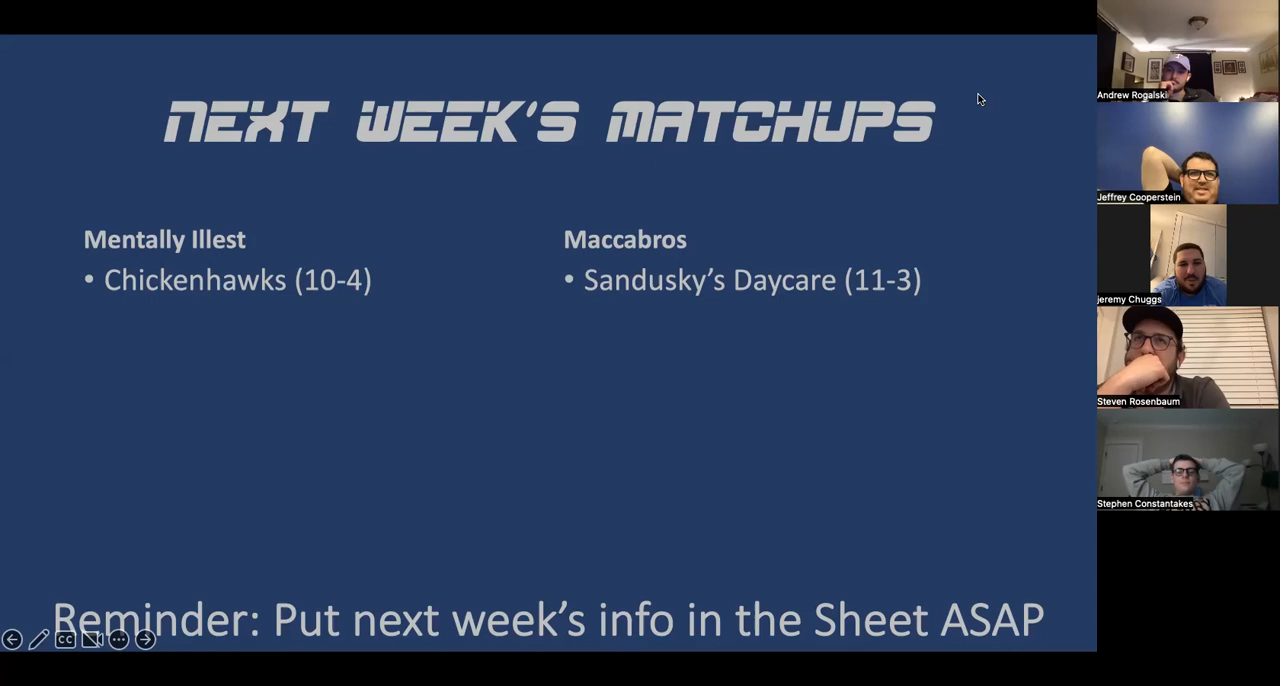 NEXT WEEK'S MATCHUPS
Mentally Illest
• Chickenhawks (10-4)
Maccabros
• Sandusky's Daycare (11-3)
Reminder: Put next week's info in the Sheet ASAP
CC
Andrew Rogalski
Jeffrey Cooperstein
jeremy Chuggs
Steven Rosenbaum
Stephen Constantakes